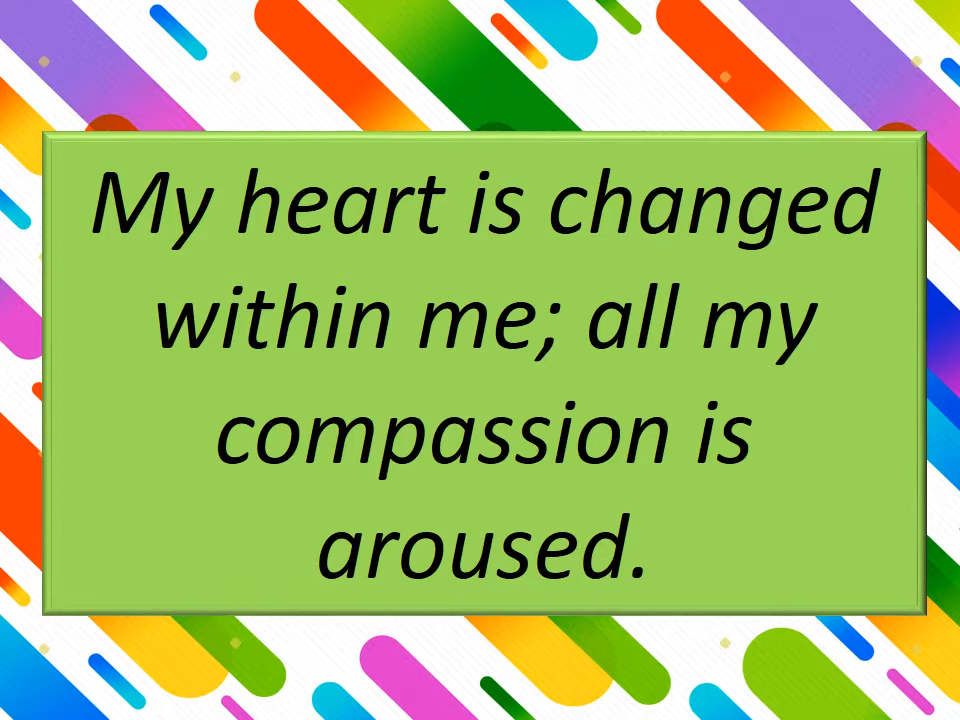 My heart is changed
within me; all my
compassion is
aroused.